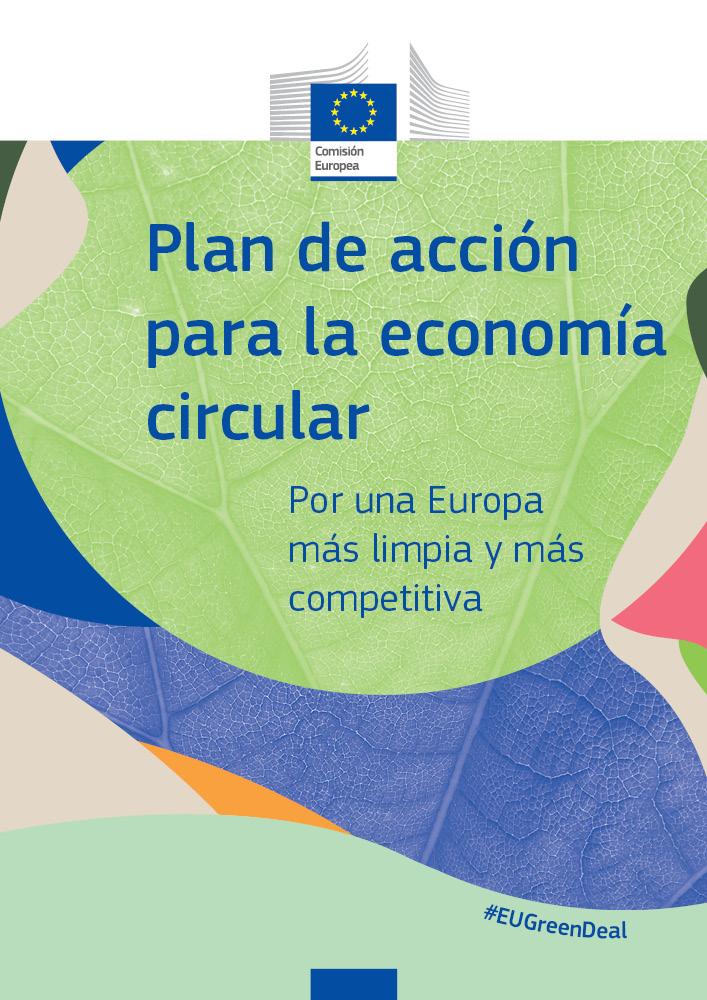 Comisión
Europea
Plan de acción
para la economía
circular
Por una Europa
más limpia y más
competitiva
#EUGreenDeal